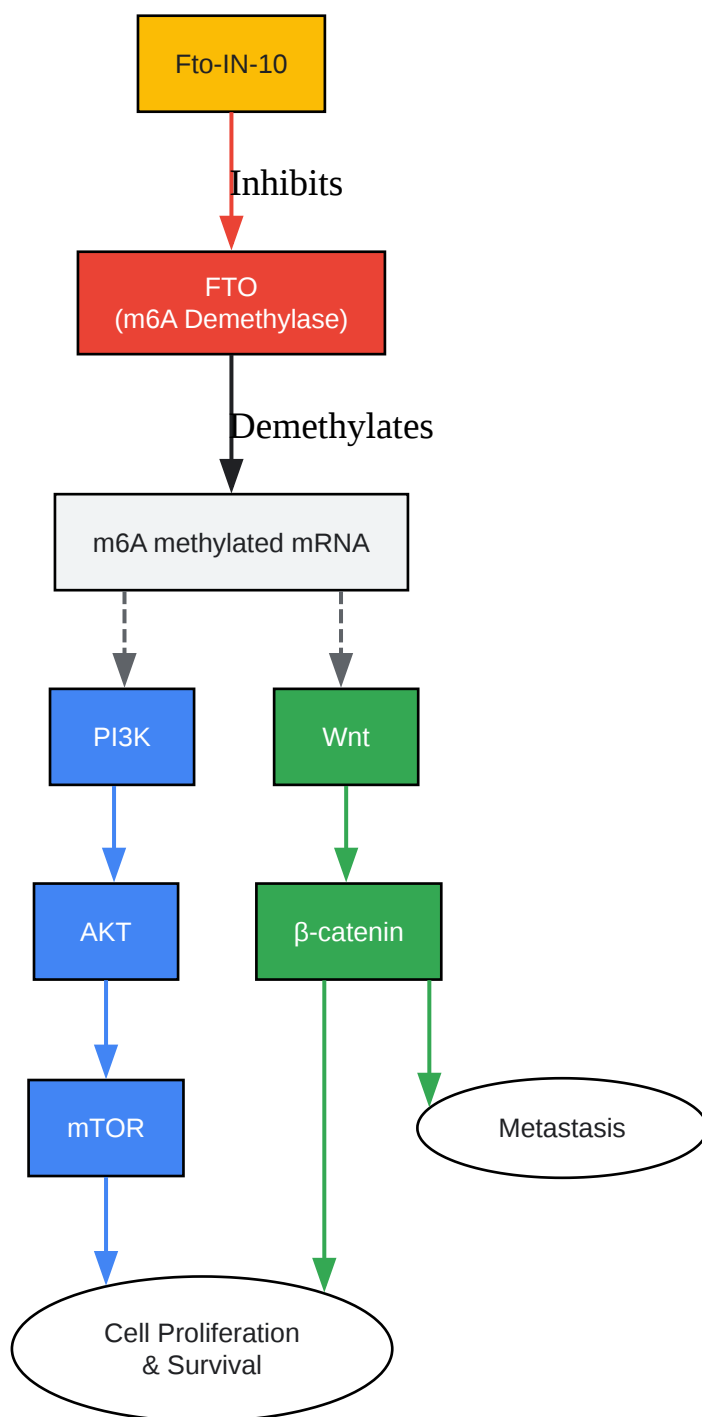 Fto-IN-10
Inhibits
FTO
(m6A Demethylase)
Demethylates
m6A methylated mRNA
PI3K
Wnt
AKT
β-catenin
mTOR
Metastasis
Cell Proliferation
& Survival